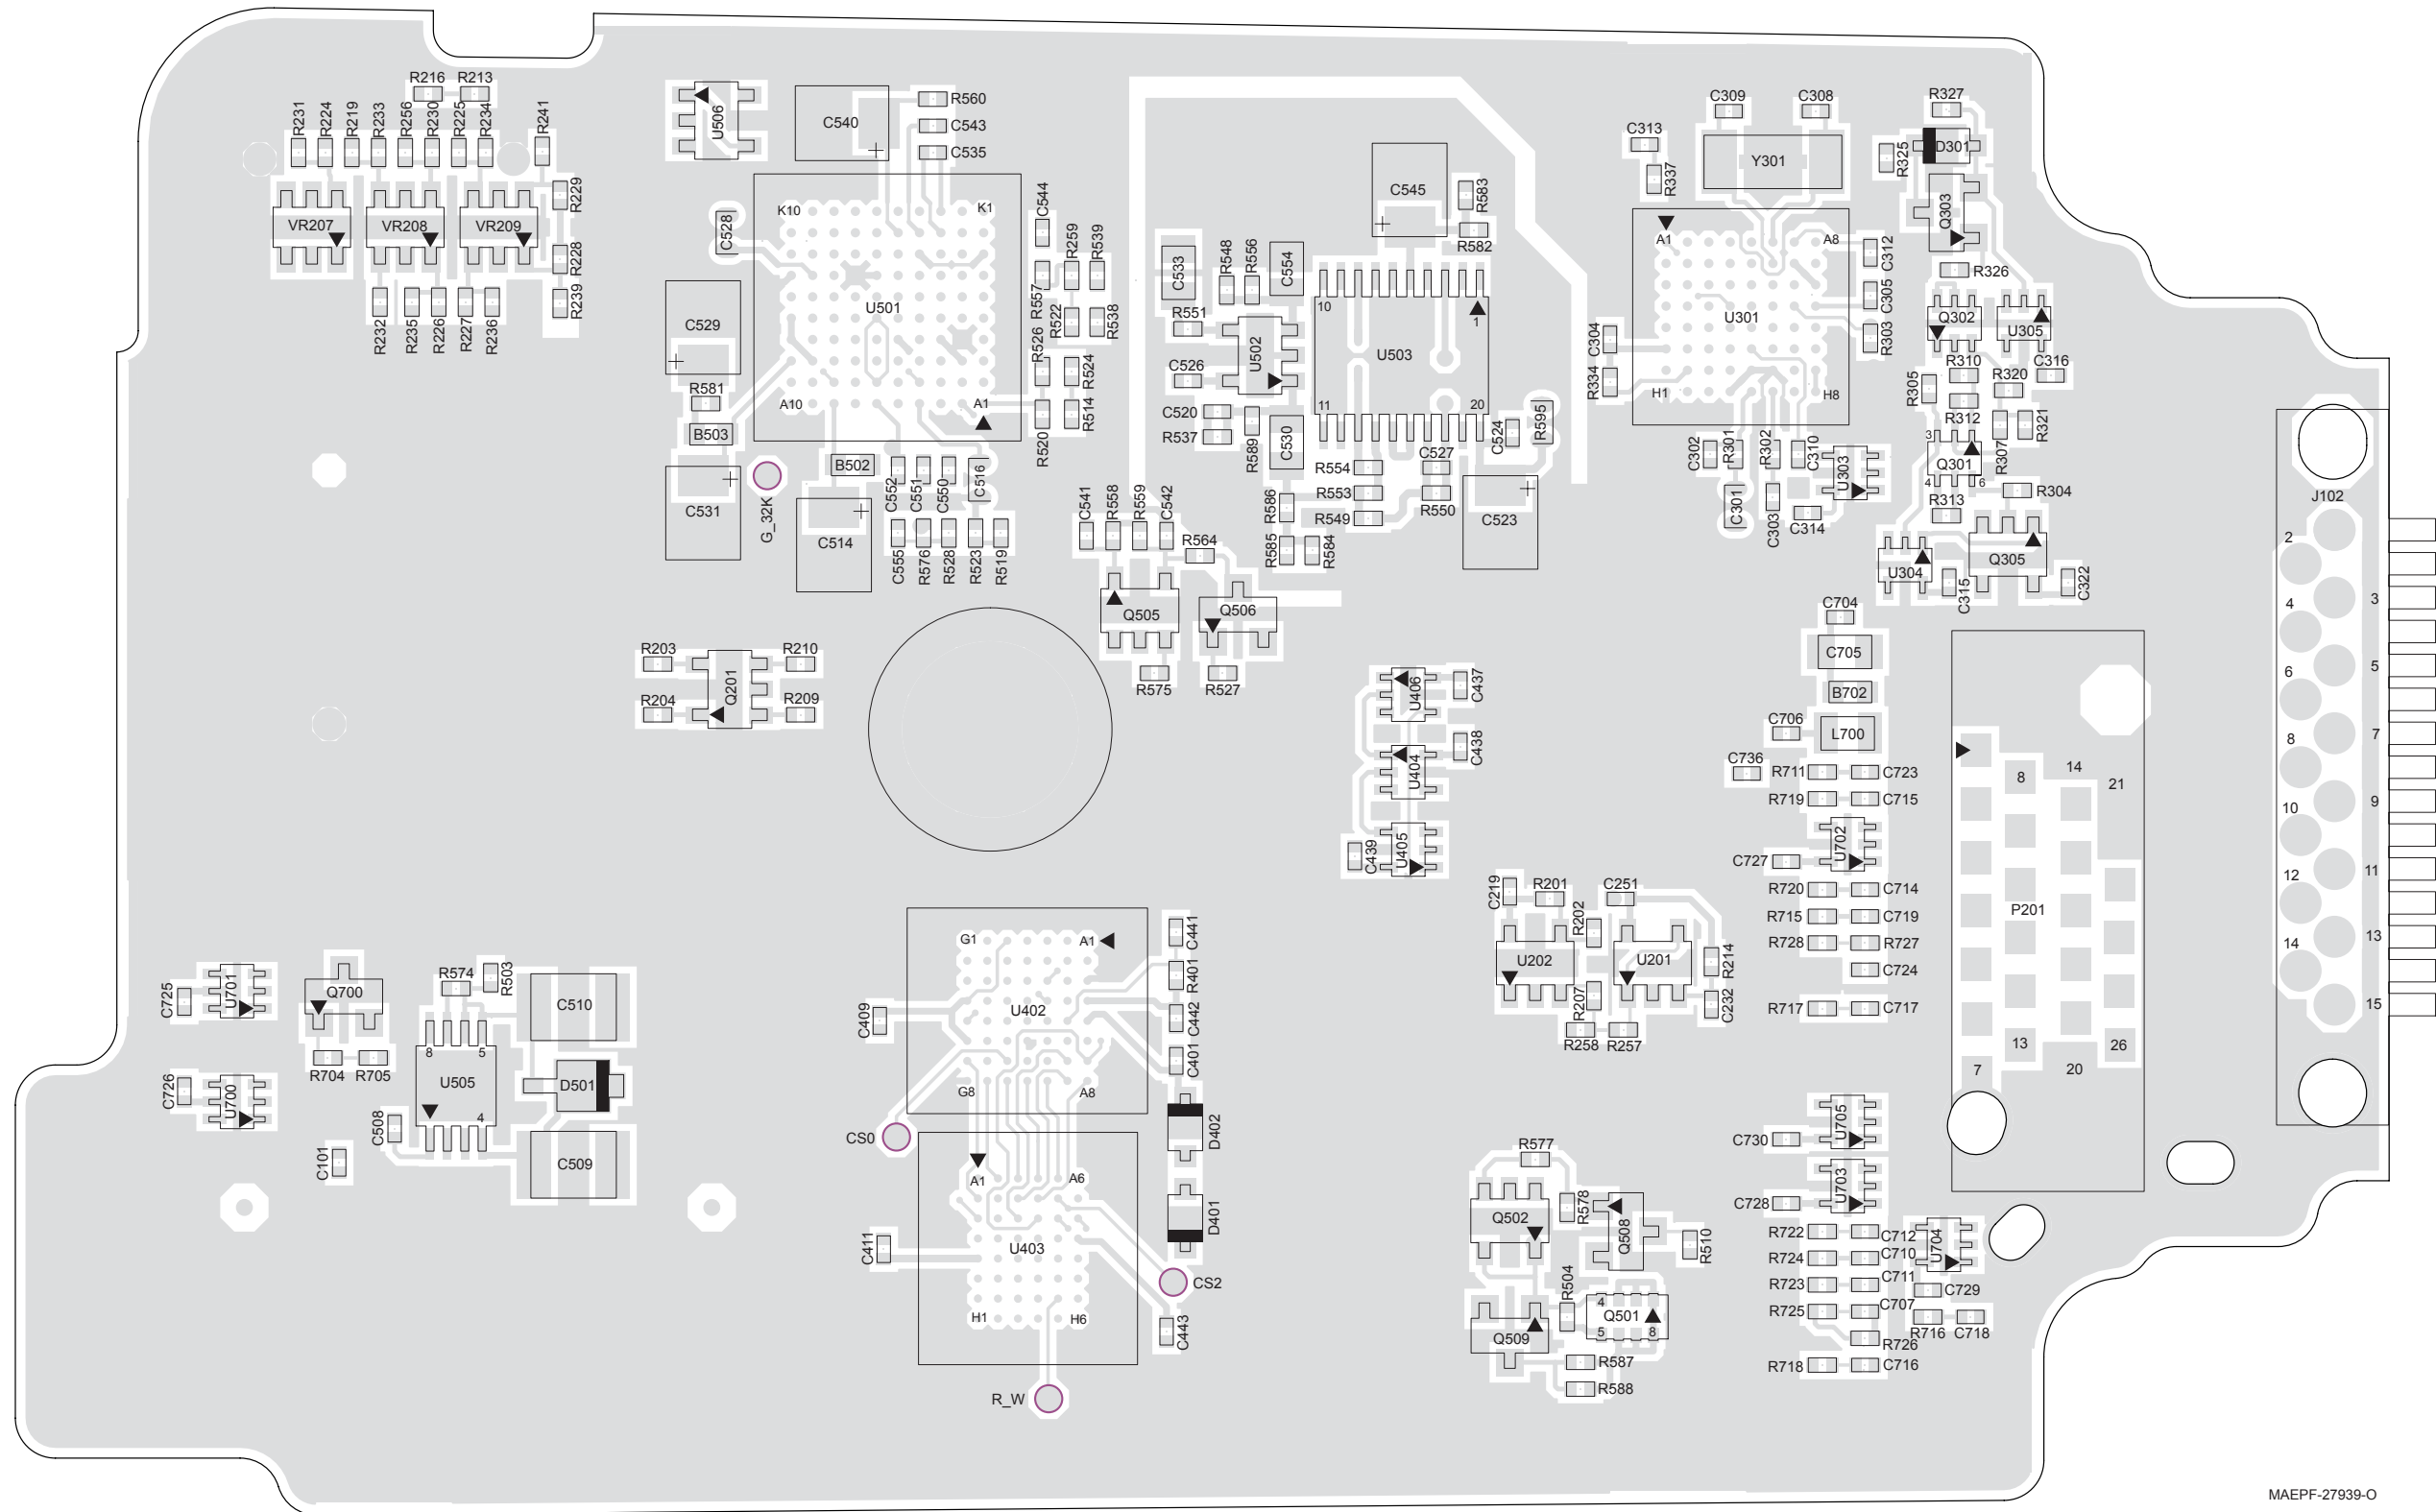 R216 R213
R231 R224 R219 R233 R256 R230 R225 R234 R241
VR207 VR208 VR209
R229
R228
R239
R232 R235 R226 R227 R236
U506
C540
R560
C543
C535
C528
K10 K1
U501
A10 A1
C529
R581
B503
C531
G_32K
B502
C514
C552 C551 C550 C516
C555 R576 R528 R523 R519
C544
R557 R259 R539
R522 R538
R526 R524
R520 R514
C533 R548 R556 C554
R551
U502
C526
C520
R537
R589 C530
C545
R583
R582
10 1
U503
11 20
C524 R595
R554 C527
R553 R550
R549
R586
R585 R584
C523
C541 R558 R559 C542
R564
Q505 Q506
R575 R527
C313
R337
C309 C308
Y301
A1 A8
U301
H1 H8
C304
R334
C312
C305
R303
C302 R301 R302 C310
C301 C303 C314
U303
R327
R325 D301
Q303
R326
Q302 U305
R310 C316
R305 R320
R312
R307 R321
3
Q301
4 6
R313 R304
U304 Q305
C315 C322
J102
2
3
4
5
6
7
8
9
10
11
12
13
14
15
R203 R210
Q201
R204 R209
U406 C437
U404 C438
C439 U405
C704
C705
B702
C706 L700
C736 R711 C723
R719 C715
U702
C727
R720 C714
R715 C719
R728 R727
C724
R717 C717
14
8 21
P201
13 26
7 20
C219 R201 C251
R202
U202 U201
R214
R207 C232
R258 R257
G1 A1
U402
G8 A8
C409
C441
R401
C442
C401
CS0
D402
D401
A1 A6
U403
H1 H6
C411
CS2
C443
R_W
C725 U701
Q700
R704 R705
C726 U700
R574 R503
C510
8 5
U505
4
D501
C508
C509
C101
R577
R578
Q502 Q508
R510
R504
4
Q501
5 8
Q509
R587
R588
U705
C730
U703
C728
R722 C712
R724 C710
R723 C711
R725 C707
R726
R718 C716
U704
C729
R716 C718
MAEPF-27939-O